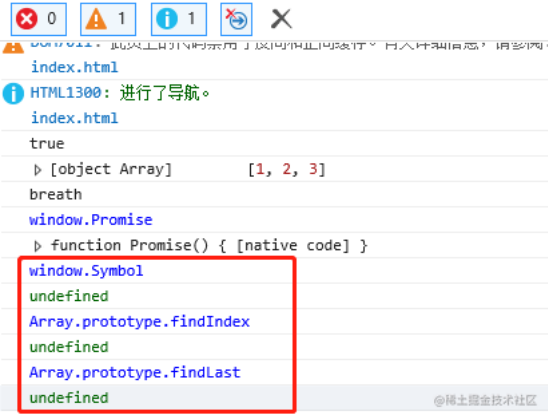 0 1 1
index.html
HTML1300: 进行了导航。
index.html
true
[object Array] [1, 2, 3]
breath
window.Promise
function Promise() { [native code] }
window.Symbol
undefined
Array.prototype.findIndex
undefined
Array.prototype.findLast
undefined
@稀土掘金技术社区